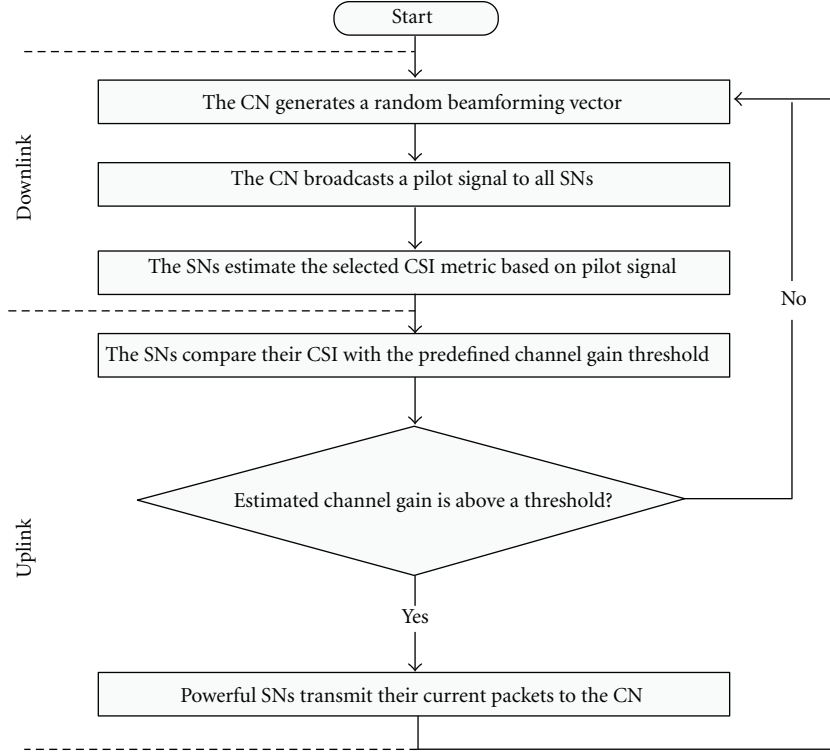 Start
The CN generates a random beamforming vector
Downlink
The CN broadcasts a pilot signal to all SNs
The SNs estimate the selected CSI metric based on pilot signal
No
The SNs compare their CSI with the predefined channel gain threshold
Estimated channel gain is above a threshold?
Uplink
Yes
Powerful SNs transmit their current packets to the CN